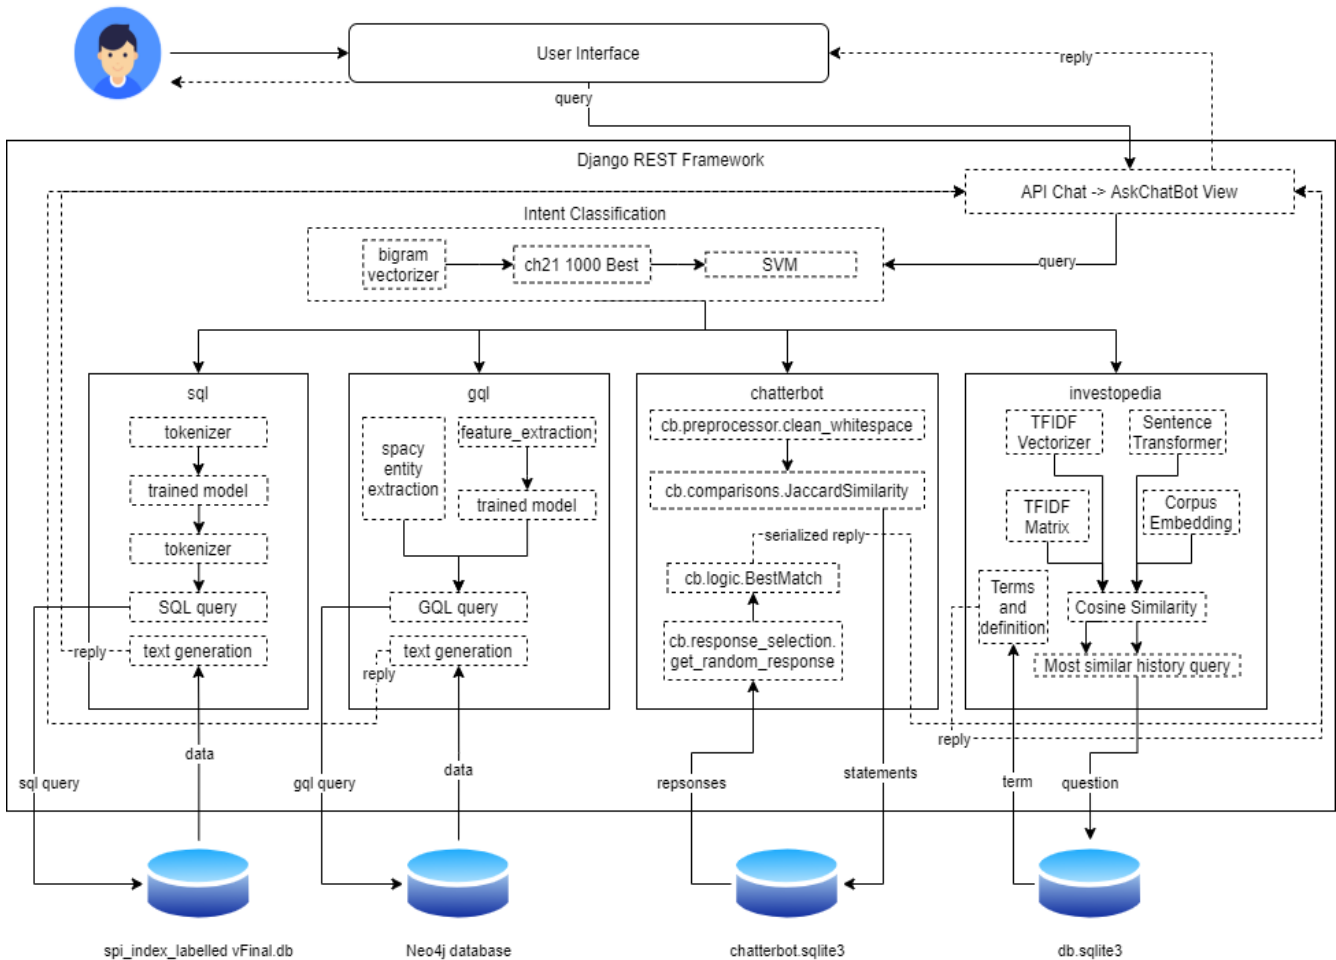 User Interface
reply
query
Django REST Framework
API Chat -> AskChatBot View
Intent Classification
bigram
vectorizer
ch21 1000 Best
SVM
query
sql
tokenizer
trained model
tokenizer
SQL query
text generation
reply
gql
spacy
entity
extraction
feature_extraction
trained model
GQL query
text generation
reply
chatterbot
cb.preprocessor.clean_whitespace
cb.comparisons.JaccardSimilarity
serialized reply
cb.logic.BestMatch
cb.response_selection.
get_random_response
investopedia
TFIDF
Vectorizer
Sentence
Transformer
TFIDF
Matrix
Corpus
Embedding
Terms
and
definition
Cosine Similarity
Most similar history query
reply
data
sql query
data
gql query
repsonses
statements
term
question
spi_index_labelled vFinal.db
Neo4j database
chatterbot.sqlite3
db.sqlite3